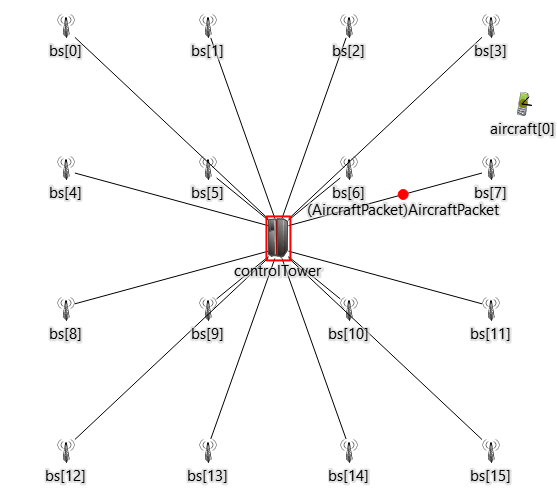 bs[0]
bs[1]
bs[2]
bs[3]
aircraft[0]
bs[4]
bs[5]
bs[6]
bs[7]
(AircraftPacket)AircraftPacket
controlTower
bs[8]
bs[9]
bs[10]
bs[11]
bs[12]
bs[13]
bs[14]
bs[15]